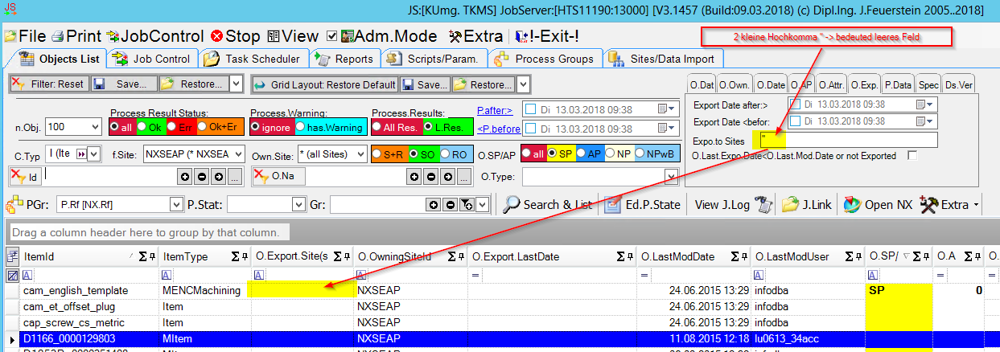 JS:[KUmg. TKMS] JobServer:[HTS11190:13000] [V3.1457 (Build:09.03.2018) (c) Dipl.Ing. J.Feuerstein 2005..2018]
File Print JobControl Stop View Adm.Mode Extra !-Exit-!
2 kleine Hochkomma '' -> bedeuted leeres Feld
Objects List Job Control Task Scheduler Reports Scripts/Param. Process Groups Sites/Data Import
Filter: Reset Save... Restore... Grid Layout: Restore Default Save... Restore...
O.Dat O.Own. O.Date O.AP O.Attr. O.Exp. P.Data Spec Ds.Ver
Process Result Status: Process.Warning: Process.Results: P.after:> Di 13.03.2018 09:38
Export Date after:> Di 13.03.2018 09:38
n.Obj. 100 all Ok Err Ok+Er ignore has.Warning All Res. L.Res. <P.before Di 13.03.2018 09:38
Export Date <befor: Di 13.03.2018 09:38
Expo.to Sites ''
C.Typ I (Ite f.Site: NXSEAP (* NXSEA Own.Site: * (all Sites) S+R SO RO O.SP/AP all SP AP NP NPwB
O.Last.Expo.Date<O.Last.Mod.Date or not Exported
Id ... O.Na ... O.Type:
PGr: P.Rf [NX.Rf] P.Stat: Gr: Search & List Ed.P.State View J.Log J.Link Open NX Extra
Drag a column header here to group by that column.
ItemId ItemType O.Export.Site(s O.OwningSiteId O.Export.LastDate O.LastModDate O.LastModUser O.SP/ O.A O.
A A A A = = A A = =
cam_english_template MENCMachining NXSEAP 24.06.2015 13:29 infodba SP 0
cam_et_offset_plug Item NXSEAP 24.06.2015 13:29 infodba
cap_screw_cs_metric Item NXSEAP 24.06.2015 13:29 infodba
D1166_0000129803 MItem NXSEAP 11.08.2015 12:18 lu0613_34acc